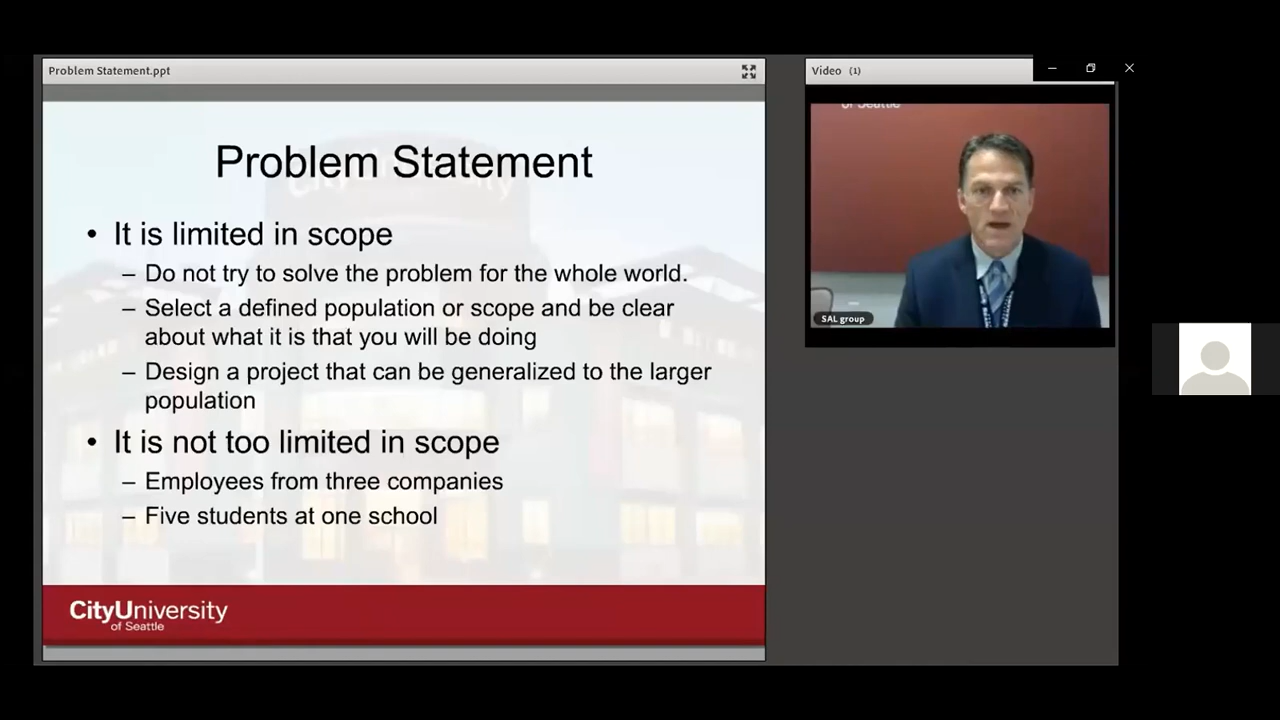 Problem Statement.ppt
Video (1)
of Seattle
Problem Statement
• It is limited in scope
– Do not try to solve the problem for the whole world.
– Select a defined population or scope and be clear
about what it is that you will be doing
– Design a project that can be generalized to the larger
population
• It is not too limited in scope
– Employees from three companies
– Five students at one school
SAL group
CityUniversity
of Seattle